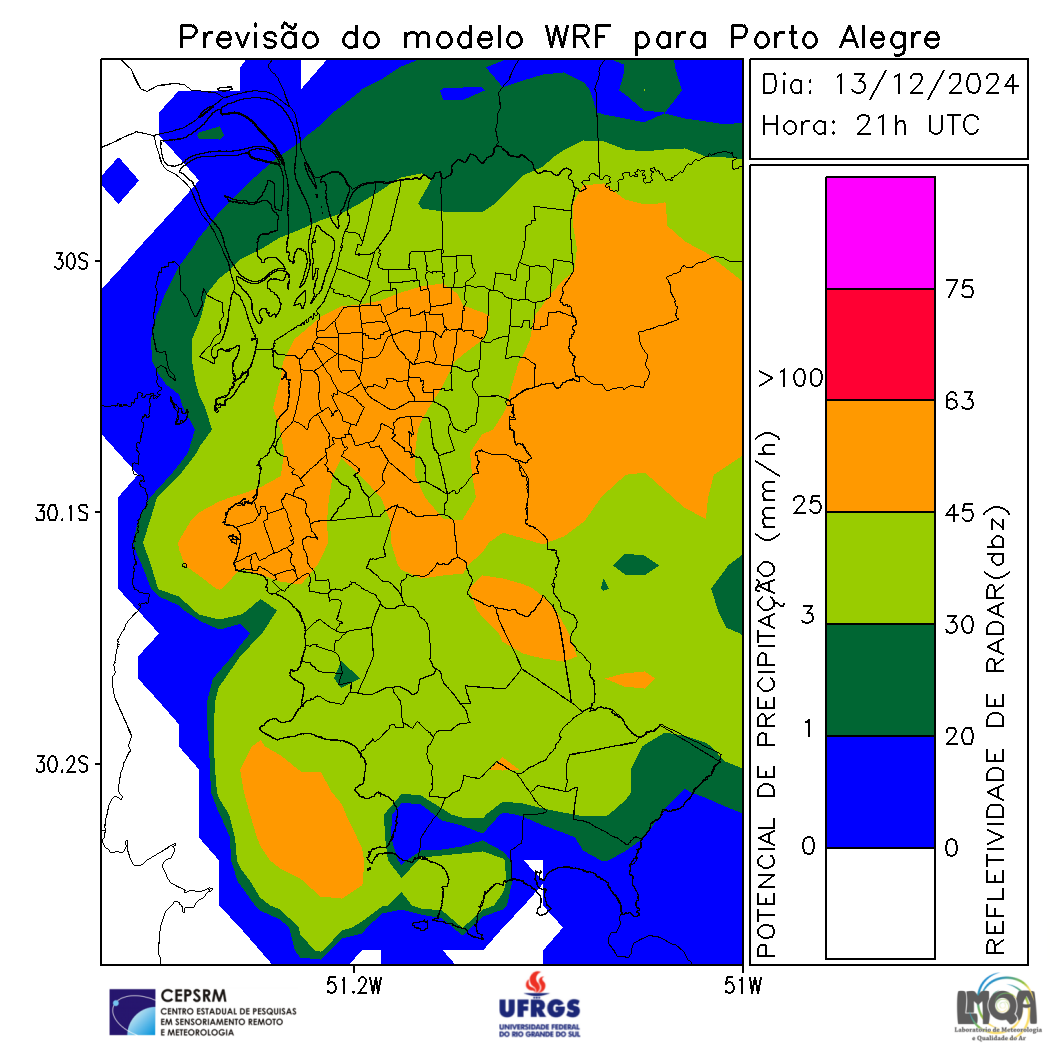 Previsão do modelo WRF para Porto Alegre
Dia: 13/12/2024
Hora: 21h UTC
30S
30.1S
30.2S
51.2W
51W
POTENCIAL DE PRECIPITAÇÃO (mm/h)
>100
25
3
1
0
75
63
45
30
20
0
REFLETIVIDADE DE RADAR(dbz)
CEPSRM
CENTRO ESTADUAL DE PESQUISAS
EM SENSORIAMENTO REMOTO
E METEOROLOGIA
UFRGS
UNIVERSIDADE FEDERAL
DO RIO GRANDE DO SUL
LMQA
Laboratório de Meteorologia
e Qualidade do Ar